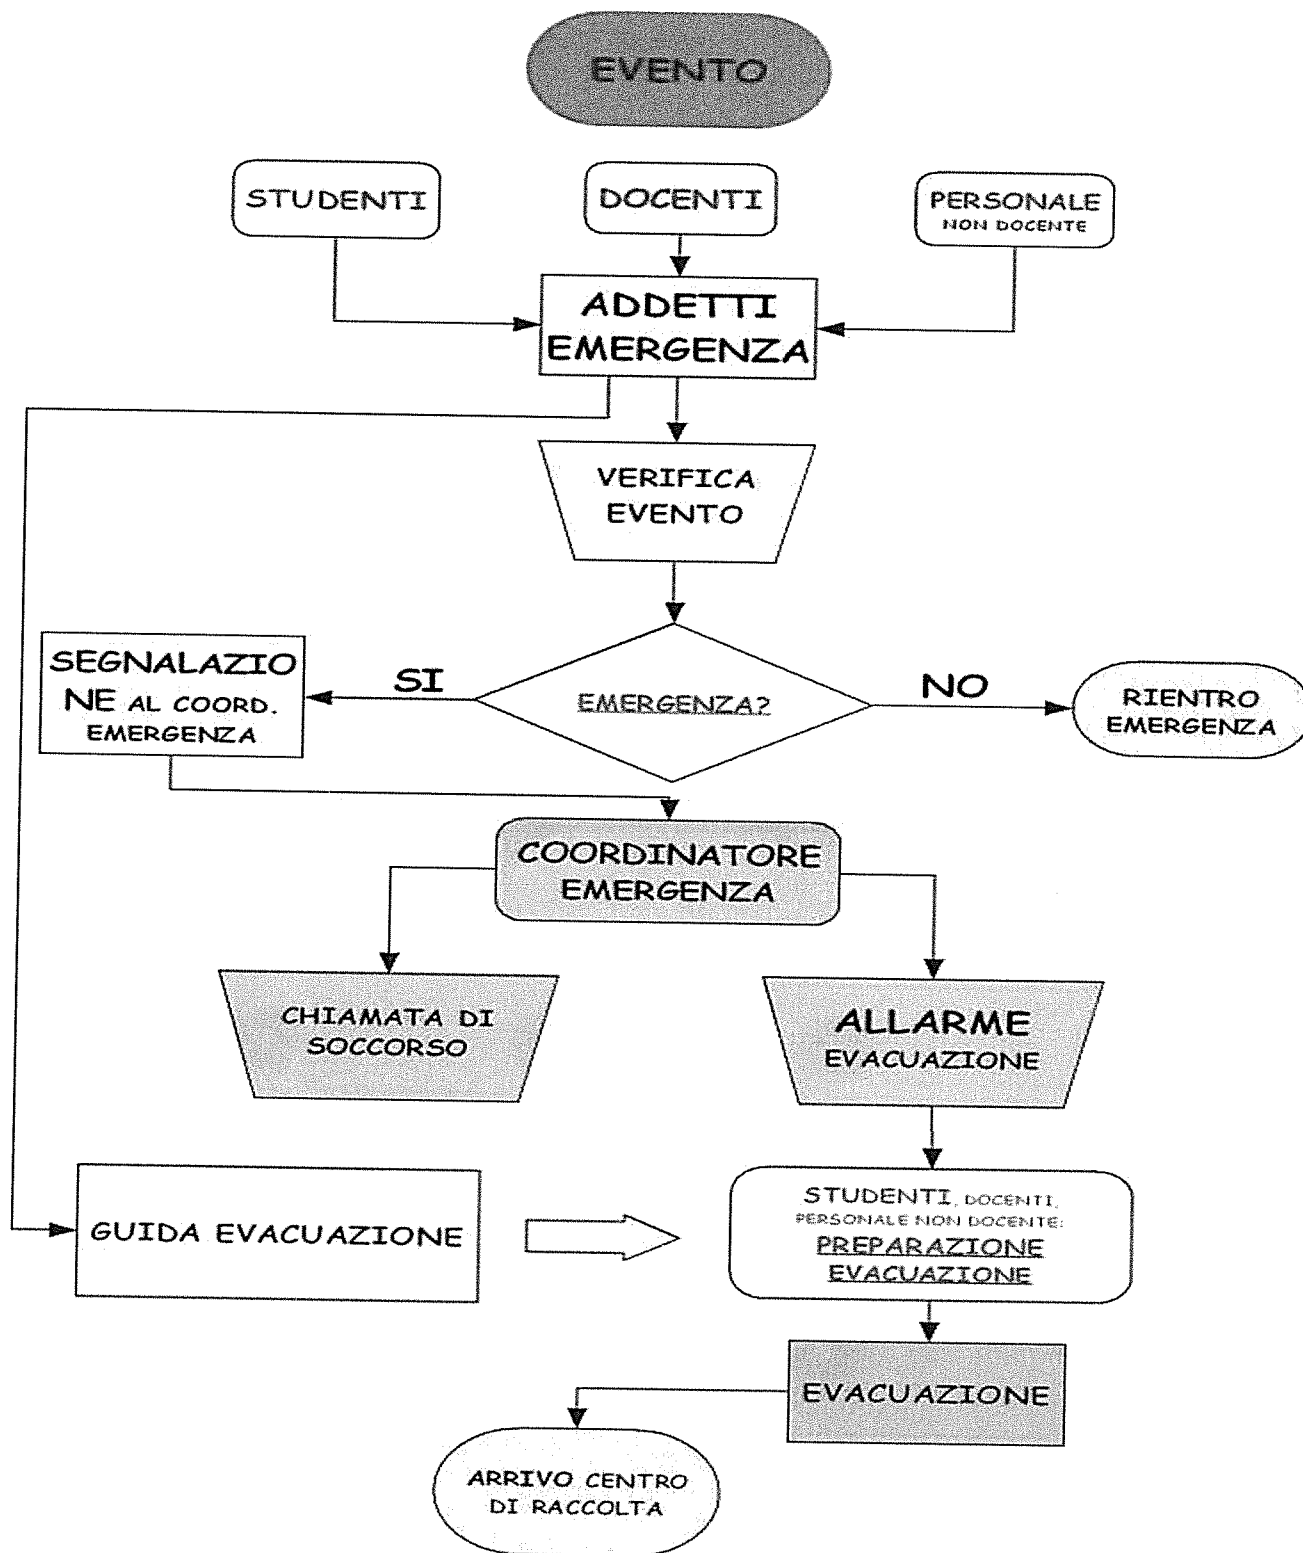 EVENTO
STUDENTI
DOCENTI
PERSONALE
NON DOCENTE
ADDETTI
EMERGENZA
VERIFICA
EVENTO
SEGNALAZIO
NE AL COORD.
EMERGENZA
SI
EMERGENZA?
NO
RIENTRO
EMERGENZA
COORDINATORE
EMERGENZA
CHIAMATA DI
SOCCORSO
ALLARME
EVACUAZIONE
GUIDA EVACUAZIONE
STUDENTI, DOCENTI,
PERSONALE NON DOCENTE:
PREPARAZIONE
EVACUAZIONE
EVACUAZIONE
ARRIVO CENTRO
DI RACCOLTA